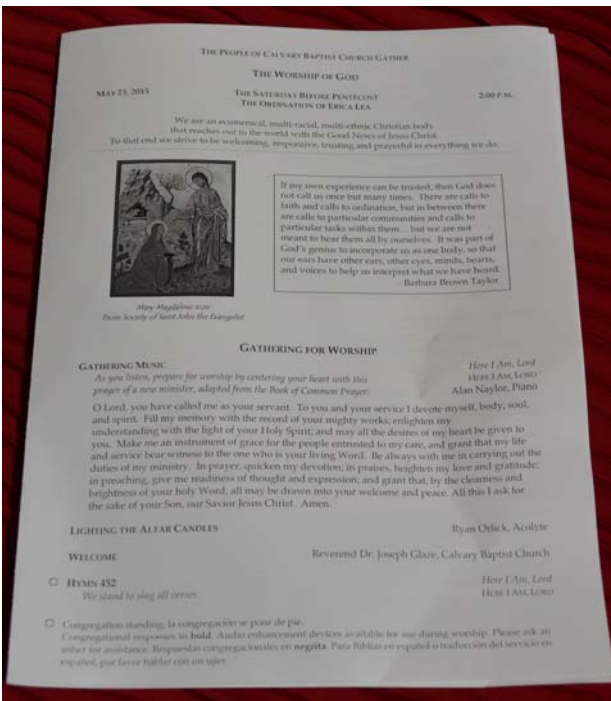 THE PEOPLE OF CALVARY BAPTIST CHURCH GATHER
THE WORSHIP OF GOD
MAY 23, 2015
THE SATURDAY BEFORE PENTECOST
2:00 P.M.
THE ORDINATION OF ERICA LEA
We are an ecumenical, multi-racial, multi-ethnic Christian body
that reaches out to the world with the Good News of Jesus Christ.
To that end we strive to be welcoming, responsive, trusting and prayerful in everything we do.
If my own experience can be trusted, then God does
not call us once but many times. There are calls to
faith and calls to ordination, but in between there
are calls to particular communities and calls to
particular tasks within them... but we are not
meant to hear them all by ourselves. It was part of
God's genius to incorporate us as one body, so that
our ears have other ears, other eyes, minds, hearts,
and voices to help us interpret what we have heard.
- Barbara Brown Taylor
Mary Magdalene icon
From Society of Saint John the Evangelist
GATHERING FOR WORSHIP
GATHERING MUSIC
Here I Am, Lord
As you listen, prepare for worship by centering your heart with this
HERE I AM, LORD
prayer of a new minister, adapted from the Book of Common Prayer:
Alan Naylor, Piano
O Lord, you have called me as your servant. To you and your service I devote myself, body, soul,
and spirit. Fill my memory with the record of your mighty works; enlighten my
understanding with the light of your Holy Spirit; and may all the desires of my heart be given to
you. Make me an instrument of grace for the people entrusted to my care, and grant that my life
and service bear witness to the one who is your living Word. Be always with me in carrying out the
duties of my ministry. In prayer, quicken my devotion; in praises, heighten my love and gratitude;
in preaching, give me readiness of thought and expression; and grant that, by the clearness and
brightness of your holy Word, all may be drawn into your welcome and peace. All this I ask for
the sake of your Son, our Savior Jesus Christ. Amen.
LIGHTING THE ALTAR CANDLES
Ryan Orlick, Acolyte
WELCOME
Reverend Dr. Joseph Glaze, Calvary Baptist Church
HYMN 452
Here I Am, Lord
We stand to sing all verses.
HERE I AM, LORD
Congregation standing; la congregación se pone de pie.
Congregational responses in bold. Audio enhancement devices available for use during worship. Please ask an
usher for assistance. Respuestas congregacionales en negrita. Para Biblias en español o traducción del servicio en
español, por favor hablar con un ujier.